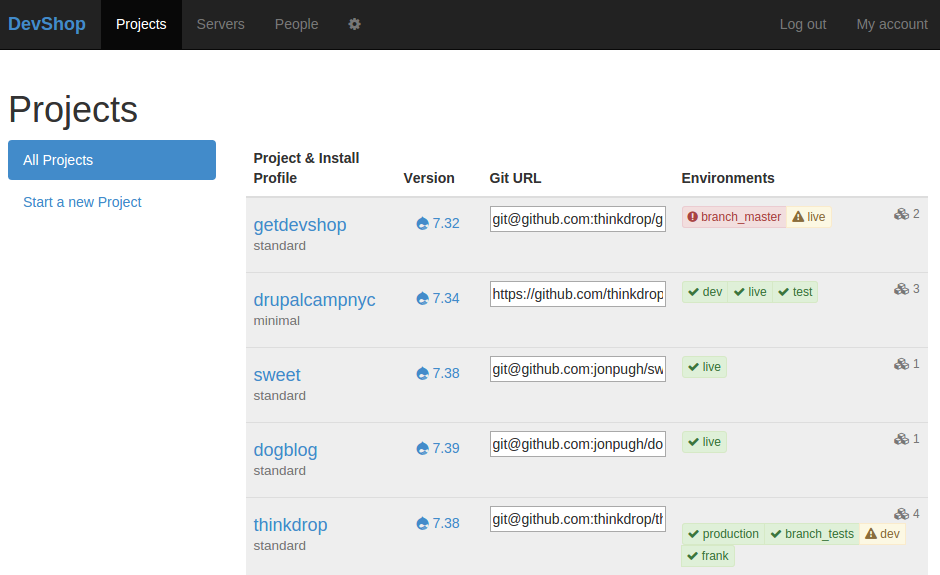 DevShop Projects Servers People Log out My account
Projects
All Projects
Start a new Project
Project & Install Profile Version Git URL Environments
getdevshop 7.32 git@github.com:thinkdrop/g branch_master live 2
standard
drupalcampnyc 7.34 https://github.com/thinkdrop dev live test 3
minimal
sweet 7.38 git@github.com:jonpugh/sw live 1
standard
dogblog 7.39 git@github.com:jonpugh/do live 1
standard
thinkdrop 7.38 git@github.com:thinkdrop/th 4
production branch_tests dev
standard
frank